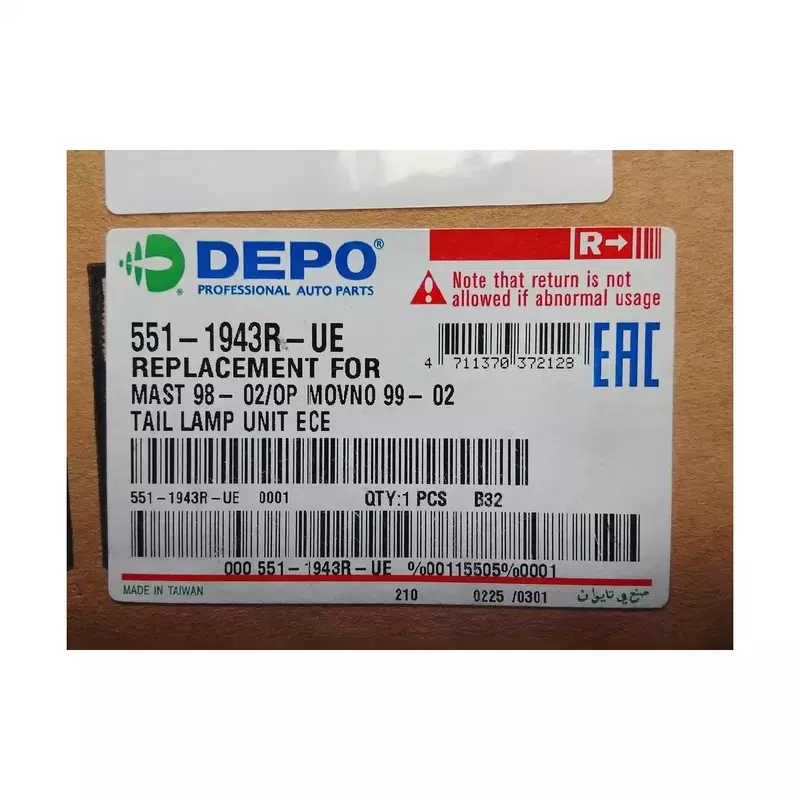 DEPO®
PROFESSIONAL AUTO PARTS
R→
Note that return is not
allowed if abnormal usage
551-1943R-UE
REPLACEMENT FOR
MAST 98- 02/OP MOVNO 99- 02
TAIL LAMP UNIT ECE
4 711370 372128
EAC
551-1943R-UE 0001 QTY:1 PCS B32
000 551-1943R-UE %00115505%0001
MADE IN TAIWAN 210 0225 /0301 صنع في تايوان